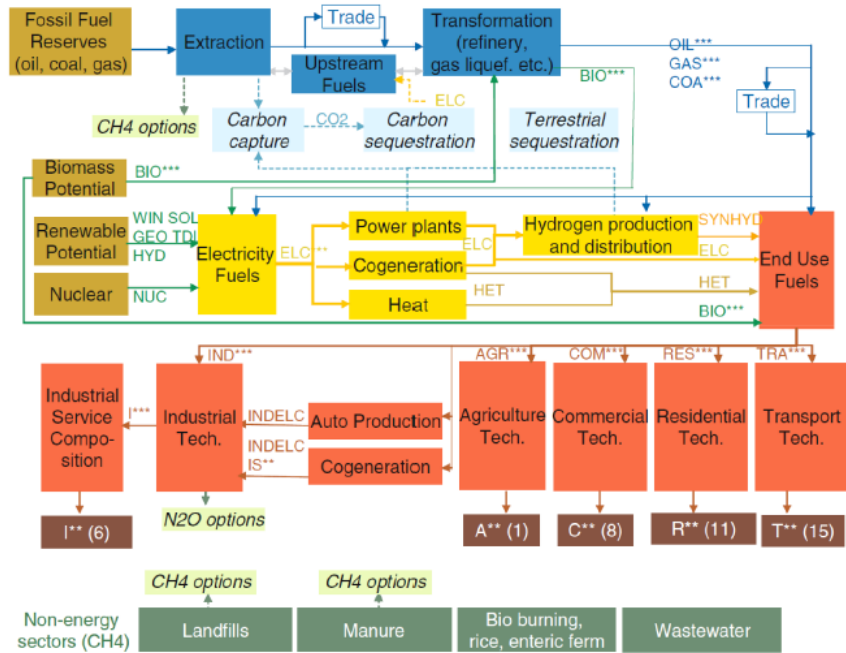 Fossil Fuel
Reserves
(oil, coal, gas)
Extraction
Trade
Transformation
(refinery,
gas liquef. etc.)
Upstream
Fuels
OIL***
GAS***
COA***
BIO***
Trade
ELC
CH4 options
Carbon
capture
CO2
Carbon
sequestration
Terrestrial
sequestration
Biomass
Potential
BIO***
Renewable
Potential
WIN SOL
GEO TDL
HYD
Nuclear
NUC
Electricity
Fuels
ELC**
Power plants
Cogeneration
Heat
ELC
HET
Hydrogen production
and distribution
SYNHYD
ELC
HET
BIO***
End Use
Fuels
IND***
AGR***
COM***
RES***
TRA***
Industrial
Service
Compo-
sition
I***
Industrial
Tech.
INDELC
Auto Production
INDELC
IS**
Cogeneration
Agriculture
Tech.
Commercial
Tech.
Residential
Tech.
Transport
Tech.
I** (6)
N2O options
A** (1)
C** (8)
R** (11)
T** (15)
CH4 options
CH4 options
Non-energy
sectors (CH4)
Landfills
Manure
Bio burning,
rice, enteric ferm
Wastewater